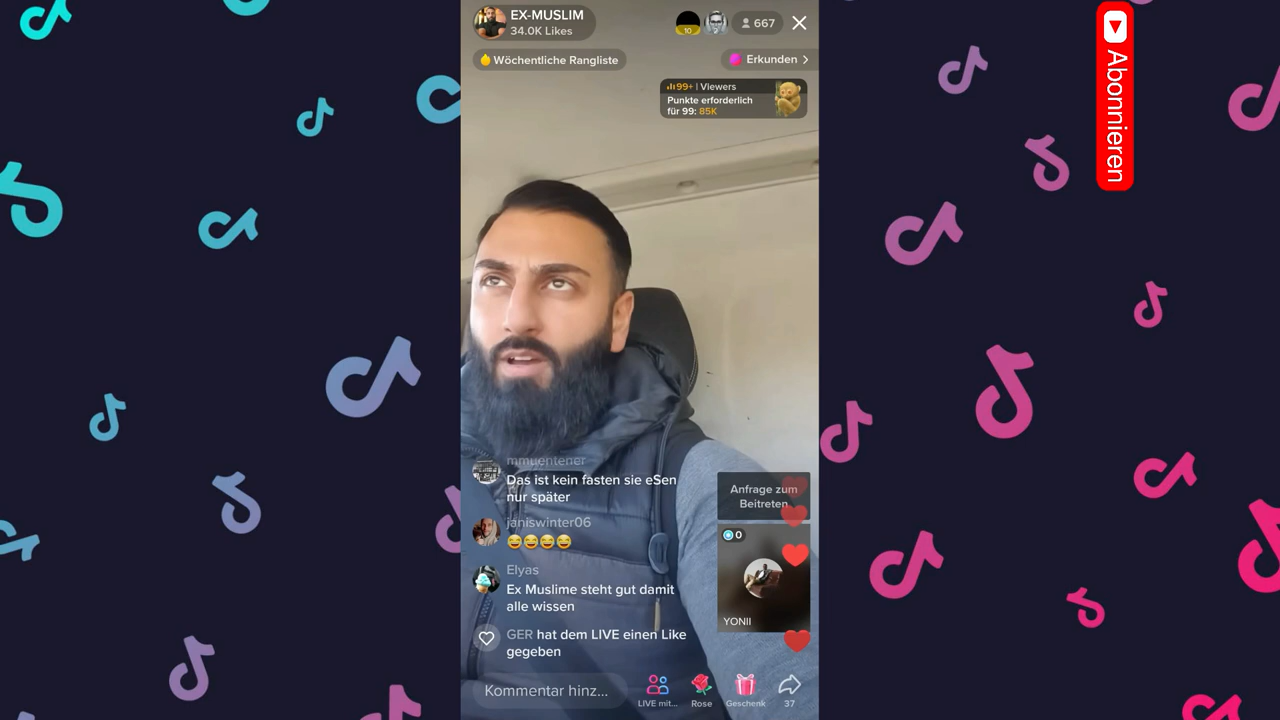 EX-MUSLIM
34.0K Likes
10
667
Wöchentliche Rangliste
Erkunden
99+ | Viewers
Punkte erforderlich
für 99: 85K
Abonnieren
mmuentener
Das ist kein fasten sie eSen
nur später
janiswinter06
Elyas
Ex Muslime steht gut damit
alle wissen
GER hat dem LIVE einen Like
gegeben
Anfrage zum
Beitreten
0
YONII
Kommentar hinz...
LIVE mit...
Rose
Geschenk
37